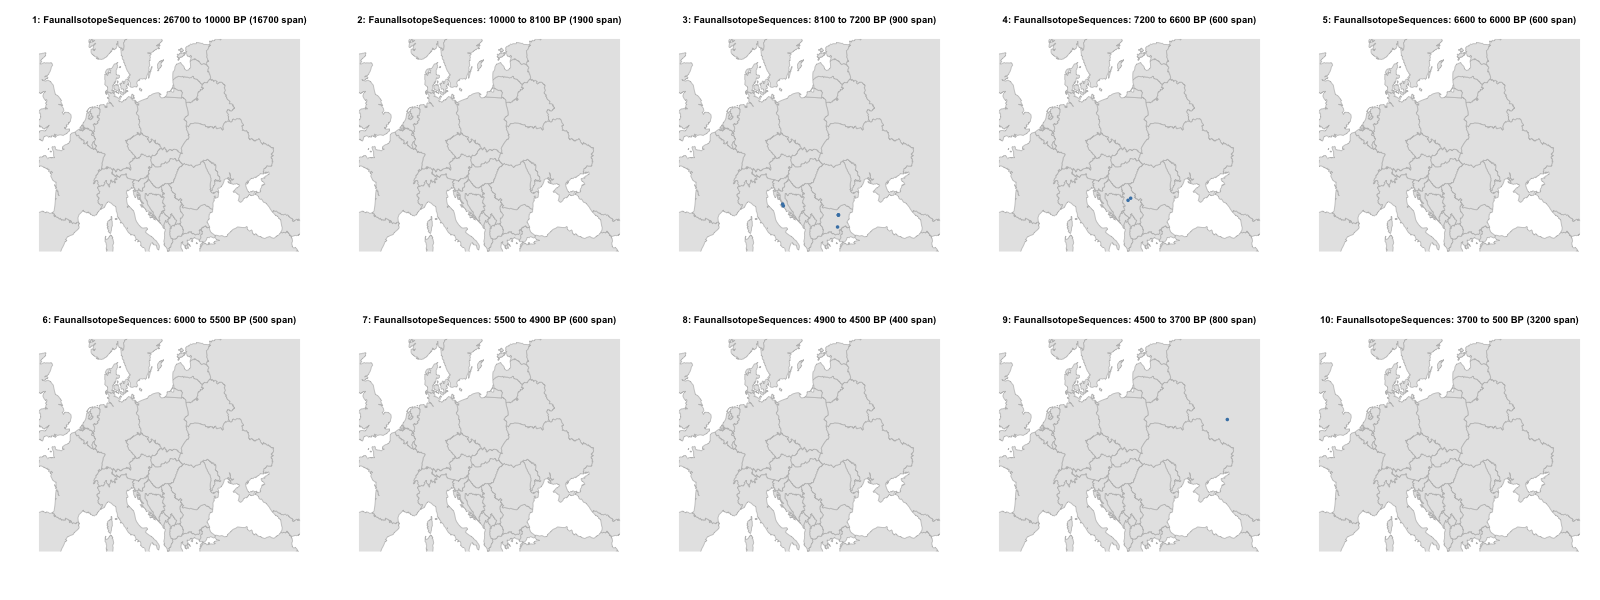 1: FaunalIsotopeSequences: 26700 to 10000 BP (16700 span)
2: FaunalIsotopeSequences: 10000 to 8100 BP (1900 span)
3: FaunalIsotopeSequences: 8100 to 7200 BP (900 span)
4: FaunalIsotopeSequences: 7200 to 6600 BP (600 span)
5: FaunalIsotopeSequences: 6600 to 6000 BP (600 span)
6: FaunalIsotopeSequences: 6000 to 5500 BP (500 span)
7: FaunalIsotopeSequences: 5500 to 4900 BP (600 span)
8: FaunalIsotopeSequences: 4900 to 4500 BP (400 span)
9: FaunalIsotopeSequences: 4500 to 3700 BP (800 span)
10: FaunalIsotopeSequences: 3700 to 500 BP (3200 span)